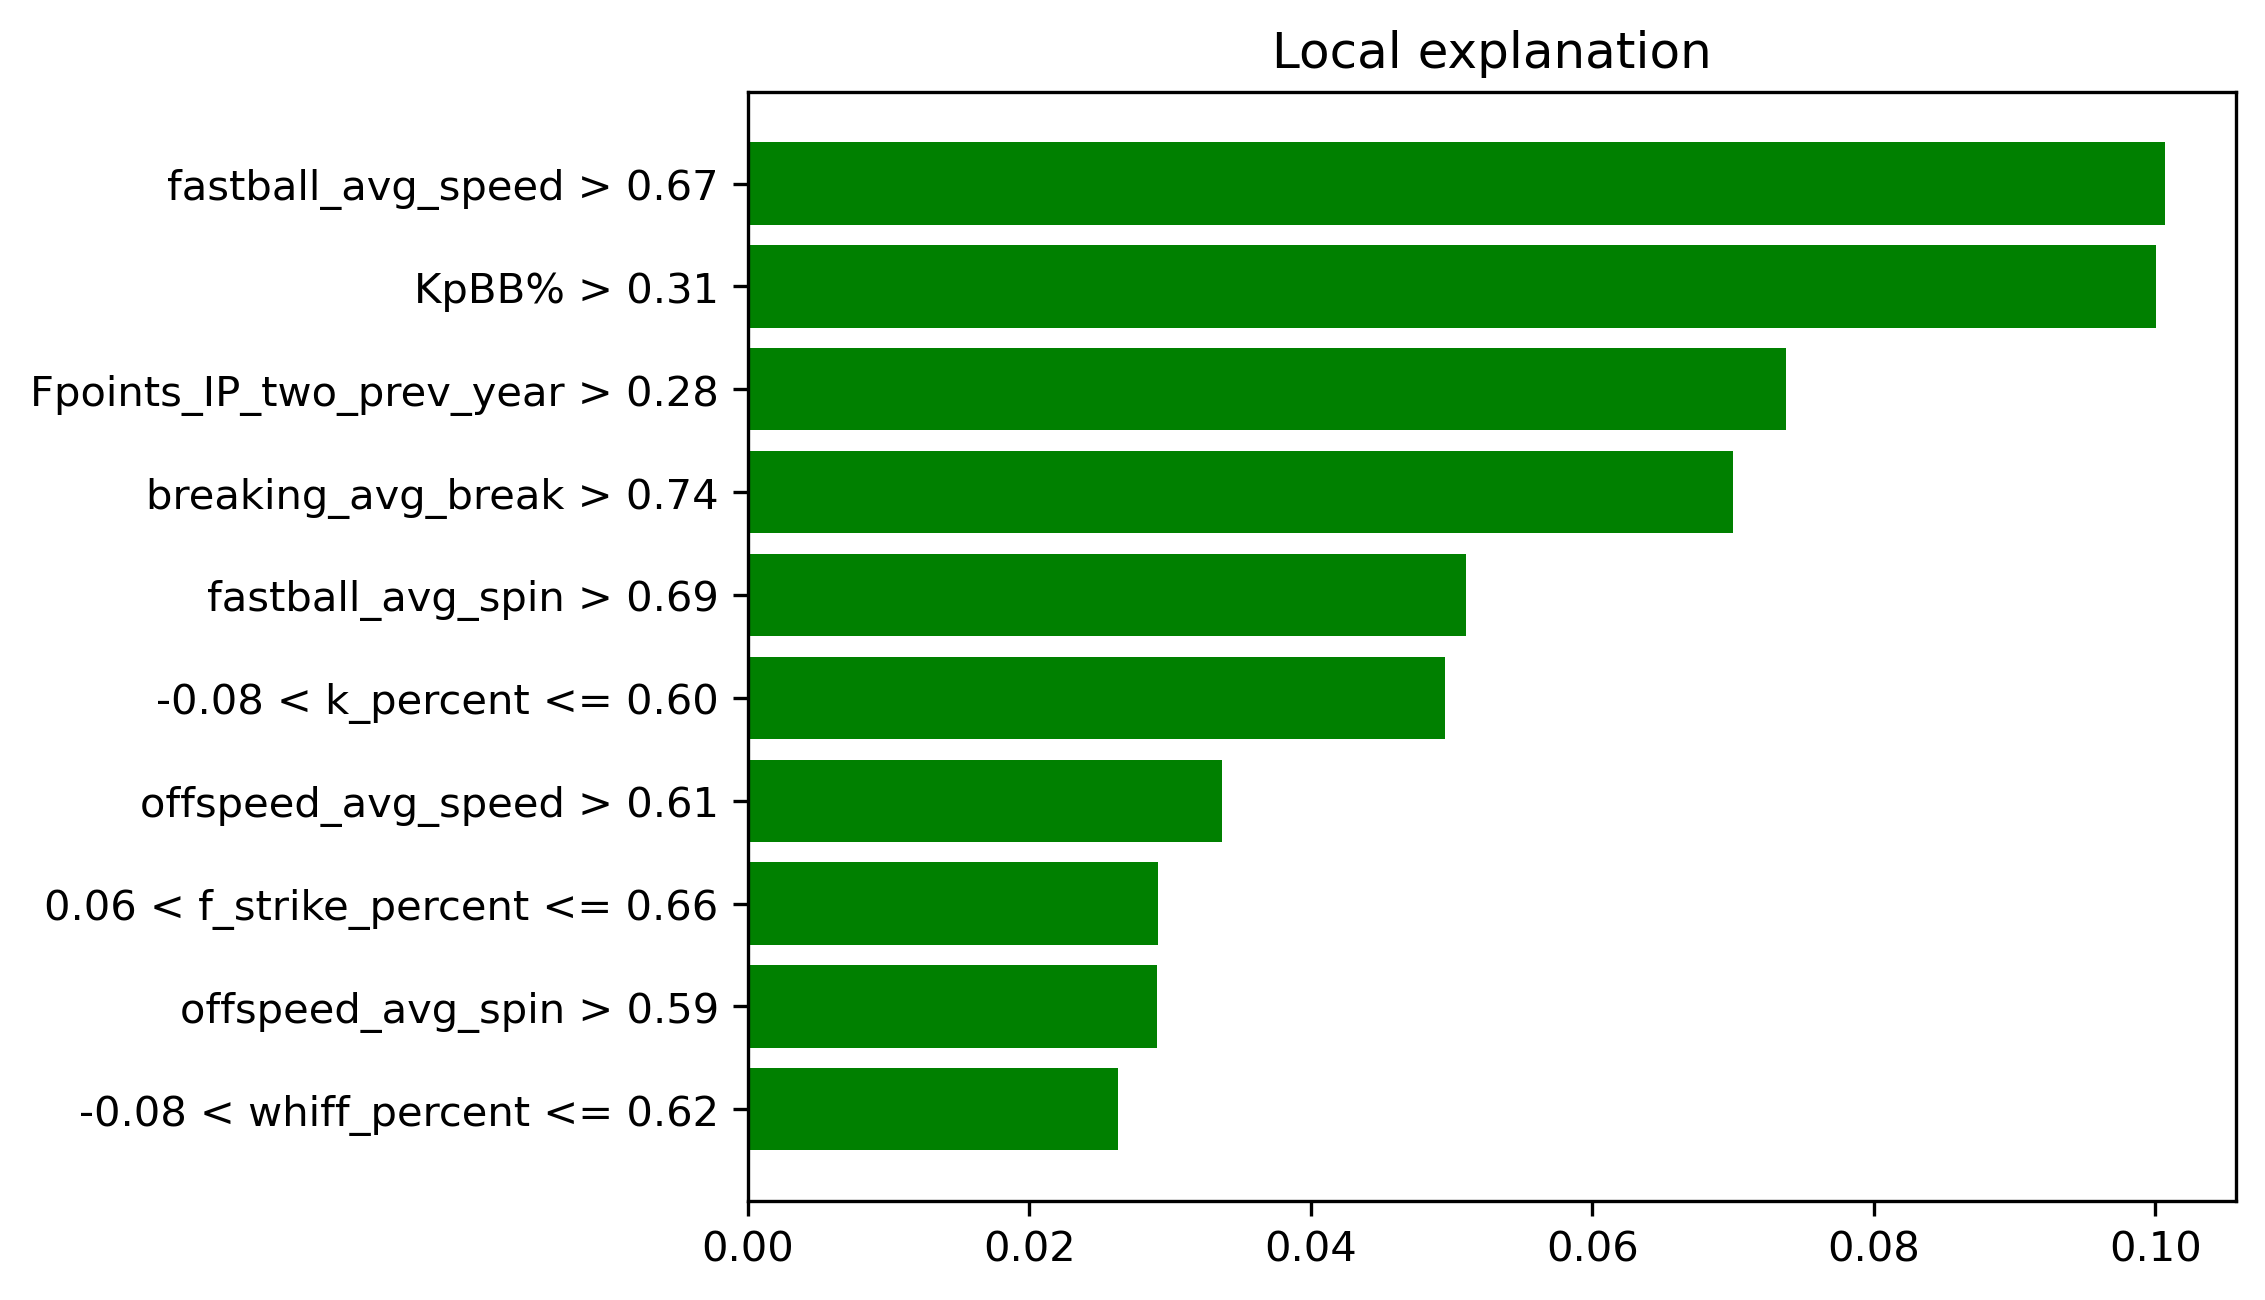 Local explanation
fastball_avg_speed > 0.67
KpBB% > 0.31
Fpoints_IP_two_prev_year > 0.28
breaking_avg_break > 0.74
fastball_avg_spin > 0.69
-0.08 < k_percent <= 0.60
offspeed_avg_speed > 0.61
0.06 < f_strike_percent <= 0.66
offspeed_avg_spin > 0.59
-0.08 < whiff_percent <= 0.62
0.00 0.02 0.04 0.06 0.08 0.10